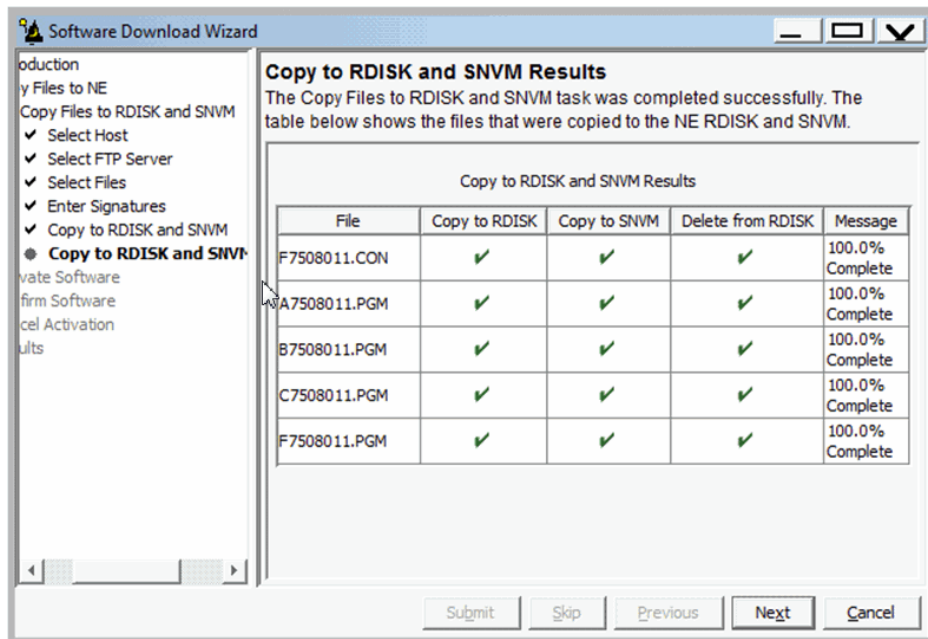 Software Download Wizard
oduction
y Files to NE
Copy Files to RDISK and SNVM
Select Host
Select FTP Server
Select Files
Enter Signatures
Copy to RDISK and SNVM
Copy to RDISK and SNVM
vate Software
firm Software
cel Activation
ults
Copy to RDISK and SNVM Results
The Copy Files to RDISK and SNVM task was completed successfully. The
table below shows the files that were copied to the NE RDISK and SNVM.
Copy to RDISK and SNVM Results
File Copy to RDISK Copy to SNVM Delete from RDISK Message
F7508011.CON ✔ ✔ ✔ 100.0%
Complete
A7508011.PGM ✔ ✔ ✔ 100.0%
Complete
B7508011.PGM ✔ ✔ ✔ 100.0%
Complete
C7508011.PGM ✔ ✔ ✔ 100.0%
Complete
F7508011.PGM ✔ ✔ ✔ 100.0%
Complete
Submit Skip Previous Next Cancel